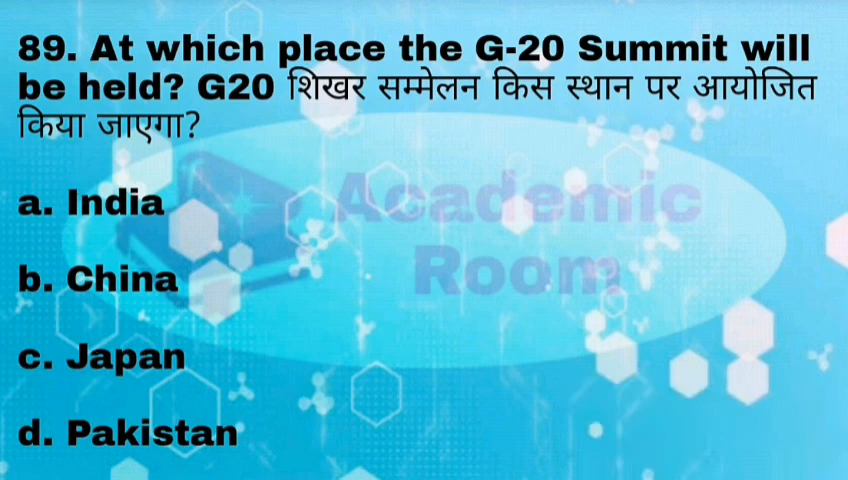 89. At which place the G-20 Summit will
be held? G20 शिखर सम्मेलन किस स्थान पर आयोजित
किया जाएगा?
a. India
b. China
c. Japan
d. Pakistan
Academic
Room